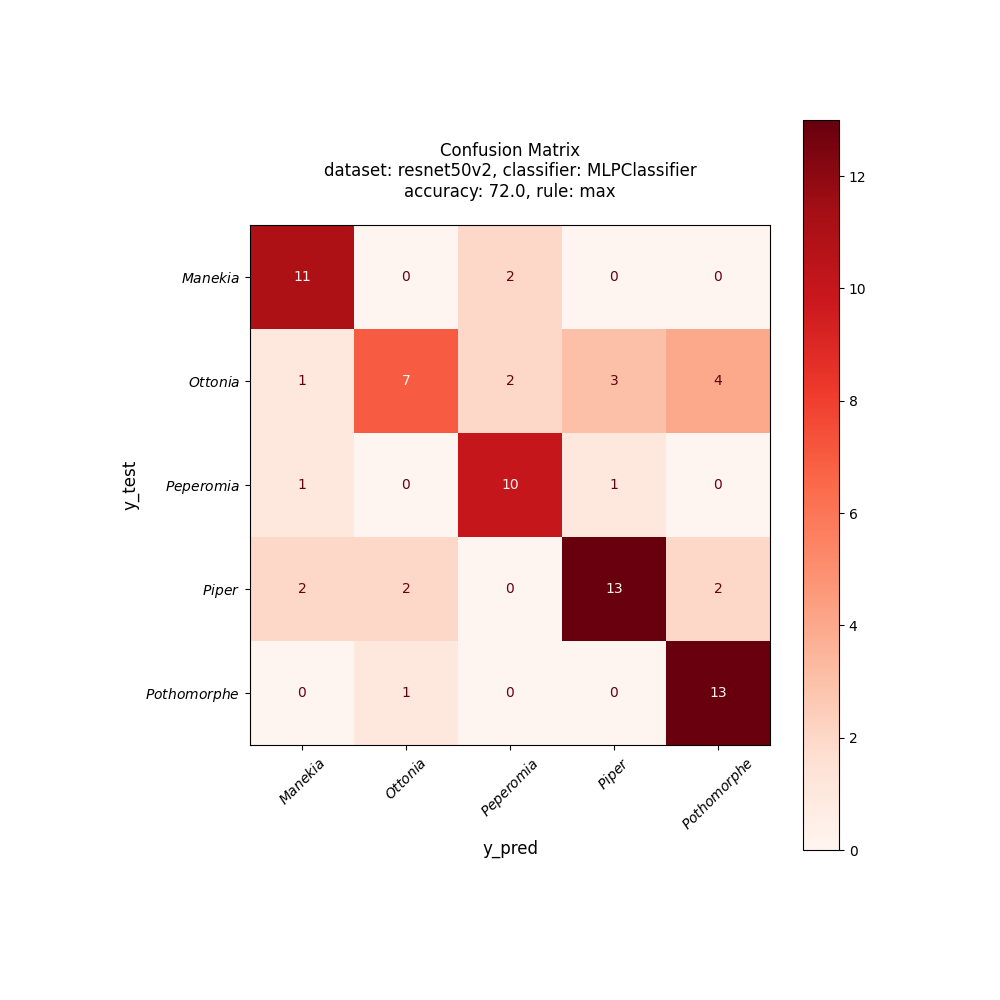 Confusion Matrix
dataset: resnet50v2, classifier: MLPClassifier
accuracy: 72.0, rule: max
Manekia 11 0 2 0 0
Ottonia 1 7 2 3 4
Peperomia 1 0 10 1 0
Piper 2 2 0 13 2
Pothomorphe 0 1 0 0 13
Manekia Ottonia Peperomia Piper Pothomorphe
y_pred
y_test
12
10
8
6
4
2
0